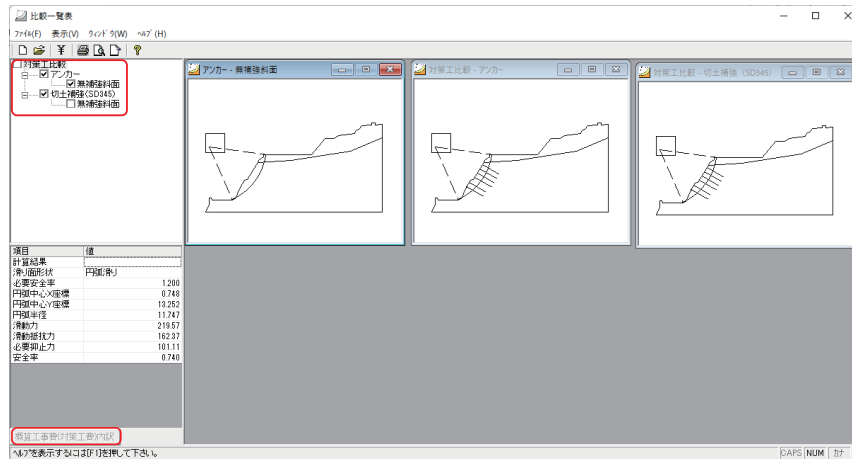 比較一覧表
ファイル(F) 表示(V) ウィンドウ(W) ヘルプ(H)
対策工比較
アンカー
無補強斜面
切土補強(SD345)
無補強斜面
アンカー - 無補強斜面
対策工比較 - アンカー
対策工比較 - 切土補強 (SD345)
項目 値
計算結果
滑り面形状 円弧滑り
必要安全率 1.200
円弧中心X座標 0.748
円弧中心Y座標 13.252
円弧半径 11.747
滑動力 219.57
滑動抵抗力 162.37
必要抑止力 101.11
安全率 0.740
概算工事費(対策工費)内訳
ヘルプを表示するには[F1]を押して下さい。
CAPS NUM カナ